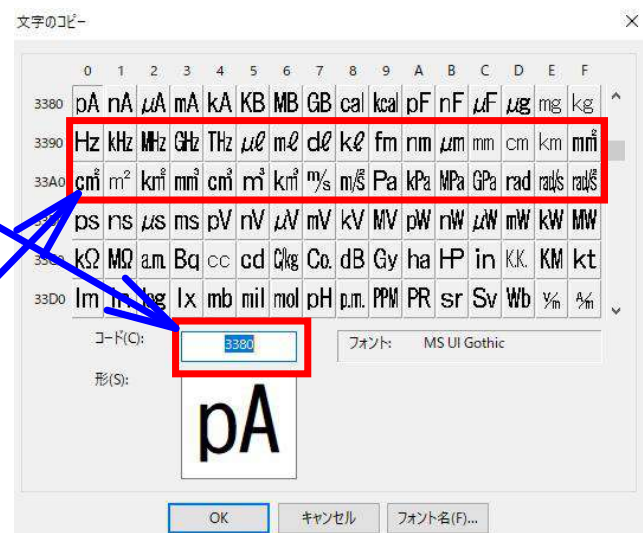 文字のコピー ×
0 1 2 3 4 5 6 7 8 9 A B C D E F
3380 pA nA μA mA kA KB MB GB cal kcal pF nF μF μg mg kg
3390 Hz kHz MHz GHz THz μℓ mℓ dℓ kℓ fm nm μm mm cm km mm²
33A0 cm² m² km² mm³ cm³ m³ km³ m/s m/s² Pa kPa MPa GPa rad rad/s rad/s²
ps ns μs ms pV nV μV mV kV MV pW nW μW mW kW MW
kΩ MΩ a.m. Bq cc cd C/kg Co. dB Gy ha HP in K.K. KM kt
33D0 lm ln log lx mb mil mol pH p.m. PPM PR sr Sv Wb V/m A/m
コード(C): 3380 フォント: MS UI Gothic
形(S):
pA
OK キャンセル フォント名(F)...